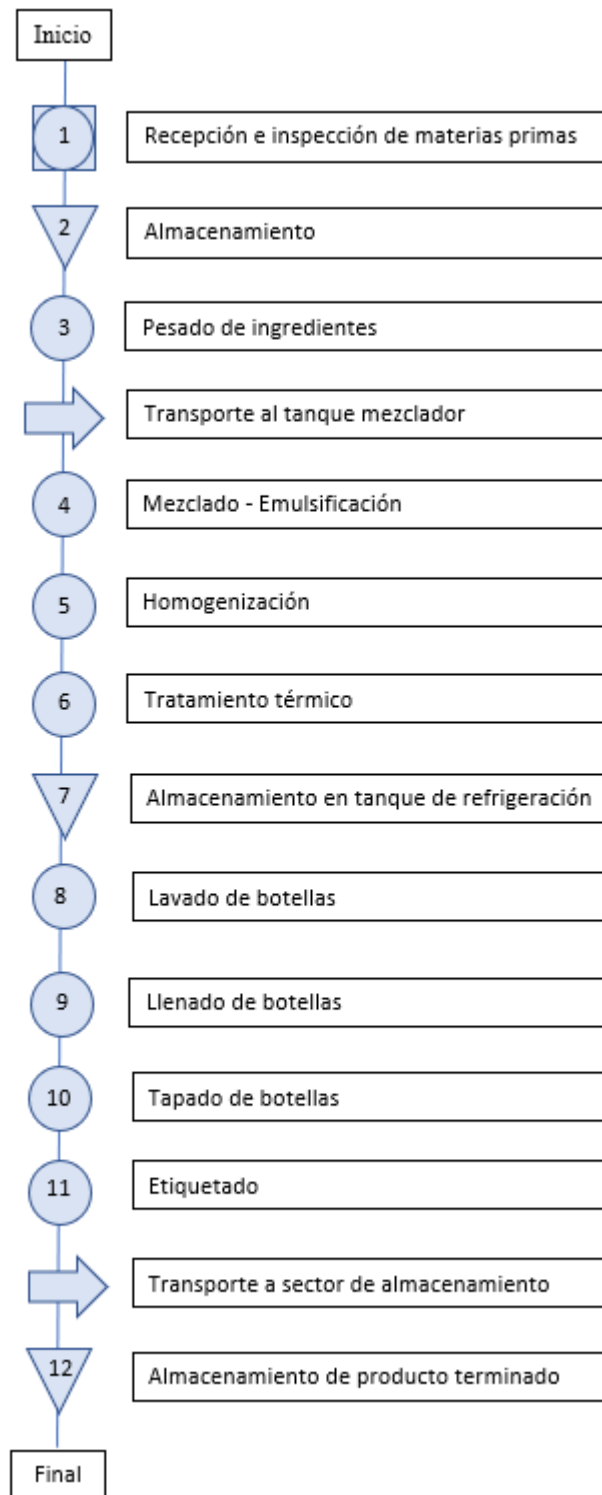 Inicio
1
Recepción e inspección de materias primas
2
Almacenamiento
3
Pesado de ingredientes
Transporte al tanque mezclador
4
Mezclado - Emulsificación
5
Homogenización
6
Tratamiento térmico
7
Almacenamiento en tanque de refrigeración
8
Lavado de botellas
9
Llenado de botellas
10
Tapado de botellas
11
Etiquetado
Transporte a sector de almacenamiento
12
Almacenamiento de producto terminado
Final